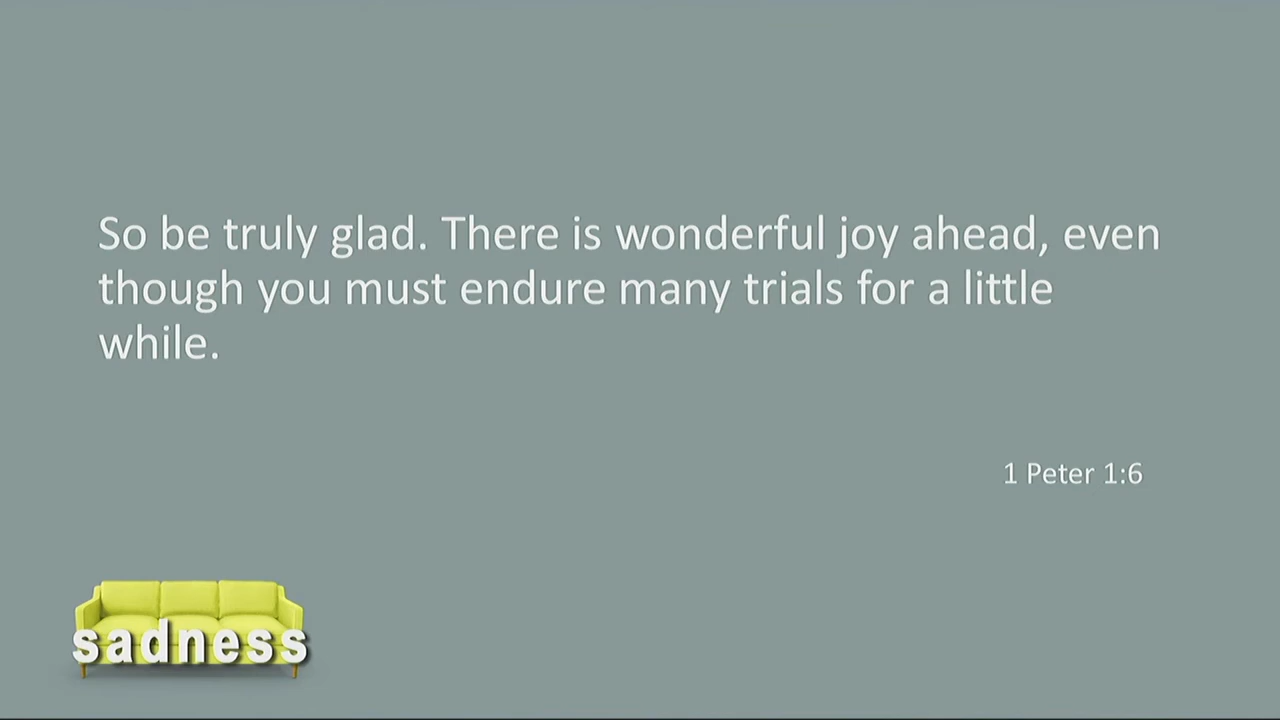 So be truly glad. There is wonderful joy ahead, even
though you must endure many trials for a little
while.
1 Peter 1:6
sadness